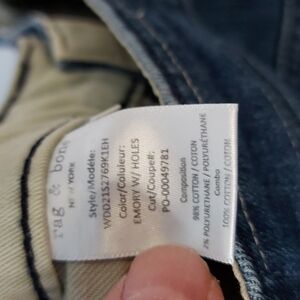 rag & bone
NEW YORK
Style/Modèle:
WDD21S2769K1EH
Color/Couleur:
EMORY W/ HOLES
Cut/Coupe#:
PO-00049781
Composition
98% COTTON / COTON
2% POLYURETHANE / POLYURÉTHANE
Combo
100% COTTON / COTON